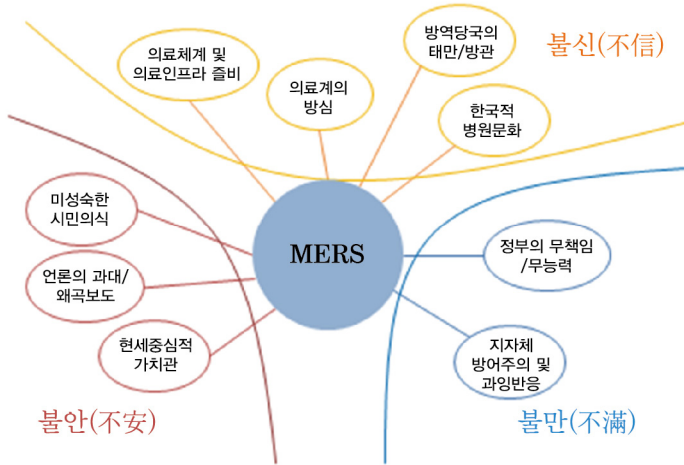 방역당국의
태만/방관
불신(不信)
의료체계 및
의료인프라 즐비
의료계의
방심
한국적
병원문화
미성숙한
시민의식
MERS
정부의 무책임
/무능력
언론의 과대/
왜곡보도
현세중심적
가치관
지자체
방어주의 및
과잉반응
불안(不安)
불만(不滿)